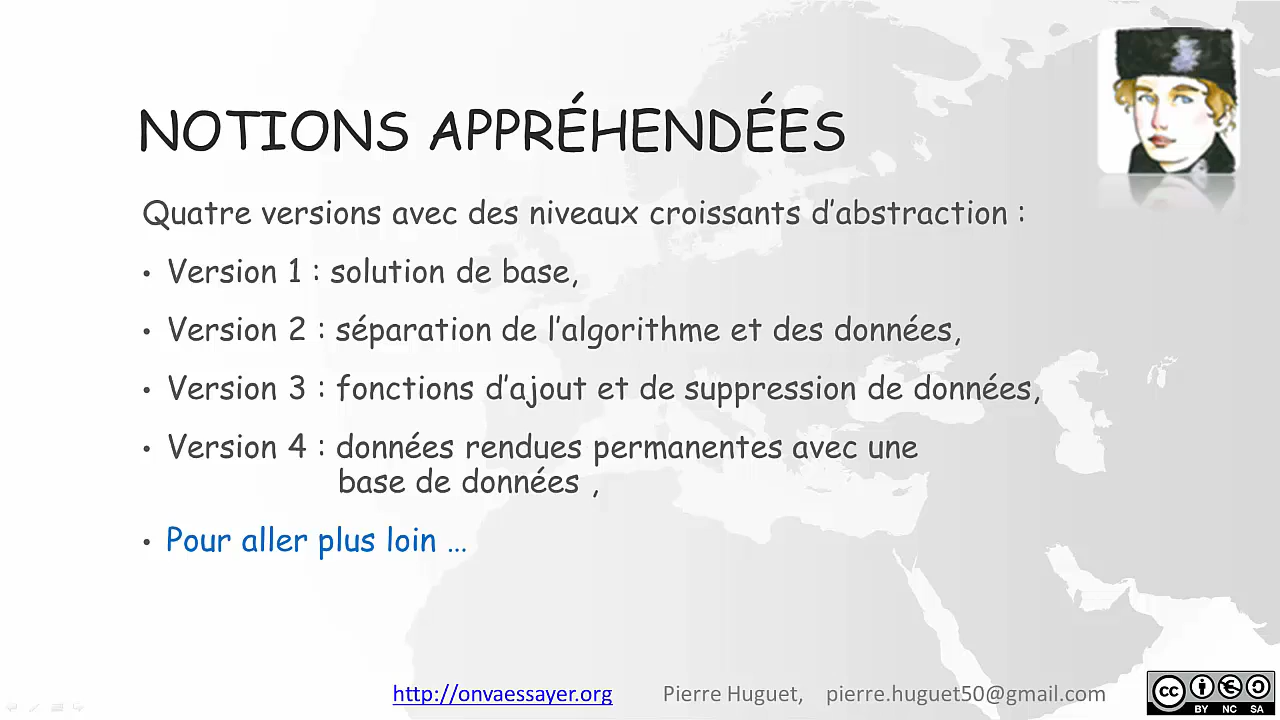 NOTIONS APPRÉHENDÉES
Quatre versions avec des niveaux croissants d’abstraction :
• Version 1 : solution de base,
• Version 2 : séparation de l’algorithme et des données,
• Version 3 : fonctions d’ajout et de suppression de données,
• Version 4 : données rendues permanentes avec une
base de données ,
• Pour aller plus loin …
http://onvaessayer.org Pierre Huguet, pierre.huguet50@gmail.com
cc BY NC SA